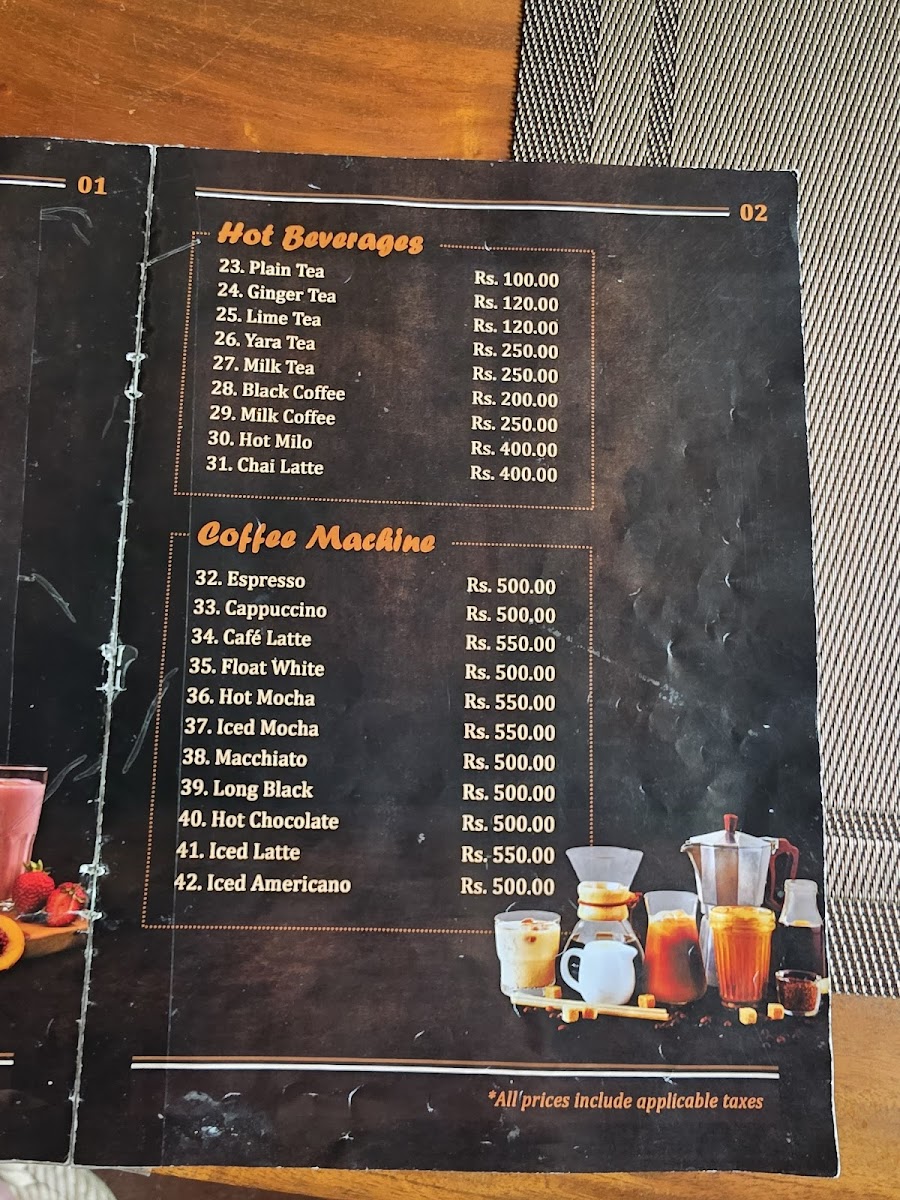 01
02
Hot Beverages
23. Plain Tea Rs. 100.00
24. Ginger Tea Rs. 120.00
25. Lime Tea Rs. 120.00
26. Yara Tea Rs. 250.00
27. Milk Tea Rs. 250.00
28. Black Coffee Rs. 200.00
29. Milk Coffee Rs. 250.00
30. Hot Milo Rs. 400.00
31. Chai Latte Rs. 400.00
Coffee Machine
32. Espresso Rs. 500.00
33. Cappuccino Rs. 500.00
34. Café Latte Rs. 550.00
35. Float White Rs. 500.00
36. Hot Mocha Rs. 550.00
37. Iced Mocha Rs. 550.00
38. Macchiato Rs. 500.00
39. Long Black Rs. 500.00
40. Hot Chocolate Rs. 500.00
41. Iced Latte Rs. 550.00
42. Iced Americano Rs. 500.00
*All prices include applicable taxes